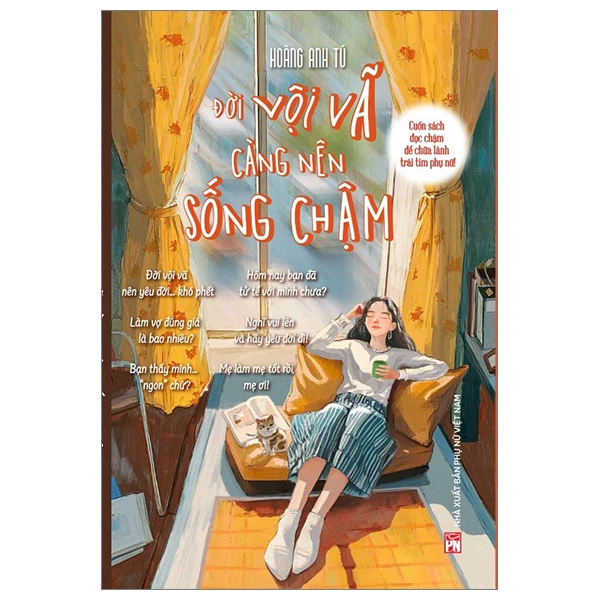 HOÀNG ANH TÚ
ĐỜI VỘI VÃ
CÀNG NÊN
SỐNG CHẬM
Cuốn sách
đọc chậm
để chữa lành
trái tim phụ nữ!
Đời vội vã
nên yêu đời... khó phết
Hôm nay bạn đã
tử tế với mình chưa?
Làm vợ đúng giá
là bao nhiêu?
Nghĩ vui lên
và hãy yêu đời đi!
Bạn thấy mình...
"ngon" chứ?
Mẹ làm mẹ tốt rồi,
mẹ ơi!
NHÀ XUẤT BẢN PHỤ NỮ VIỆT NAM
PN